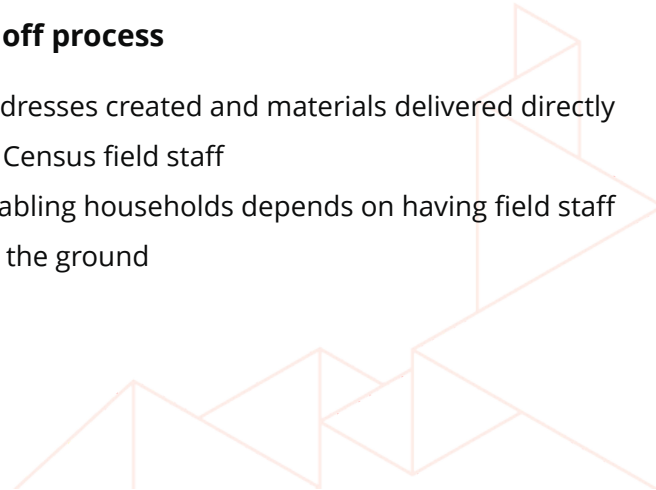 off process
dresses created and materials delivered directly
Census field staff
abling households depends on having field staff
the ground